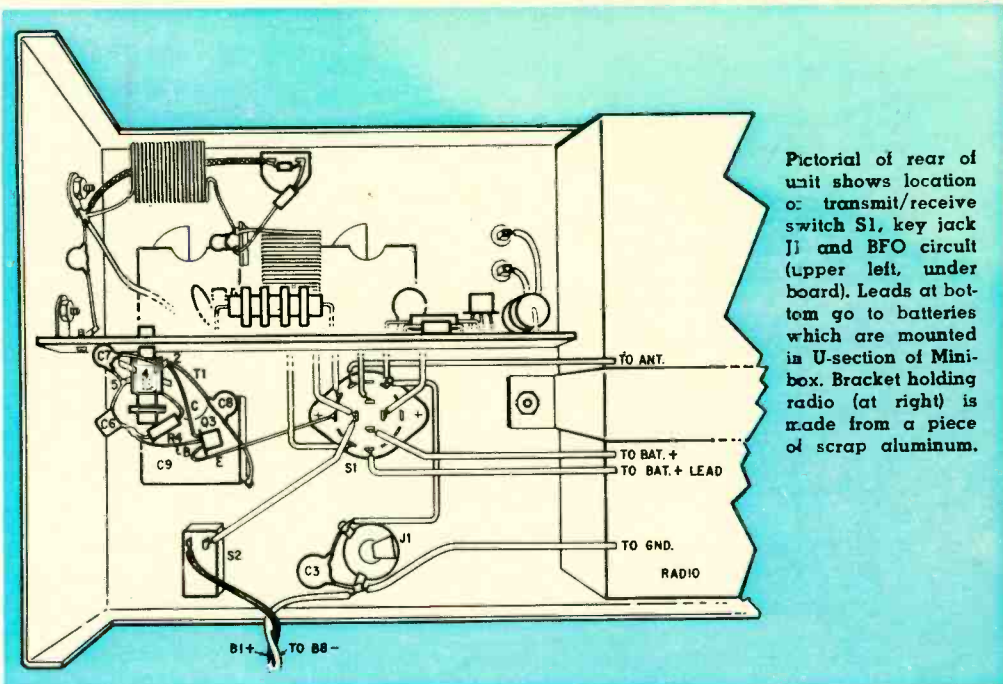 Pictorial of rear of
unit shows location
of transmit/receive
switch S1, key jack
J1 and BFO circuit
(upper left, under
board). Leads at bot-
tom go to batteries
which are mounted
in U-section of Mini-
box. Bracket holding
radio (at right) is
made from a piece
of scrap aluminum.
TO ANT.
C7
2
T1
4
5
C
C8
Q3
C6
R4
B
E
C9
+
+
S1
TO BAT. +
TO BAT. + LEAD
S2
J1
C3
TO GND.
RADIO
B1+
TO B8-